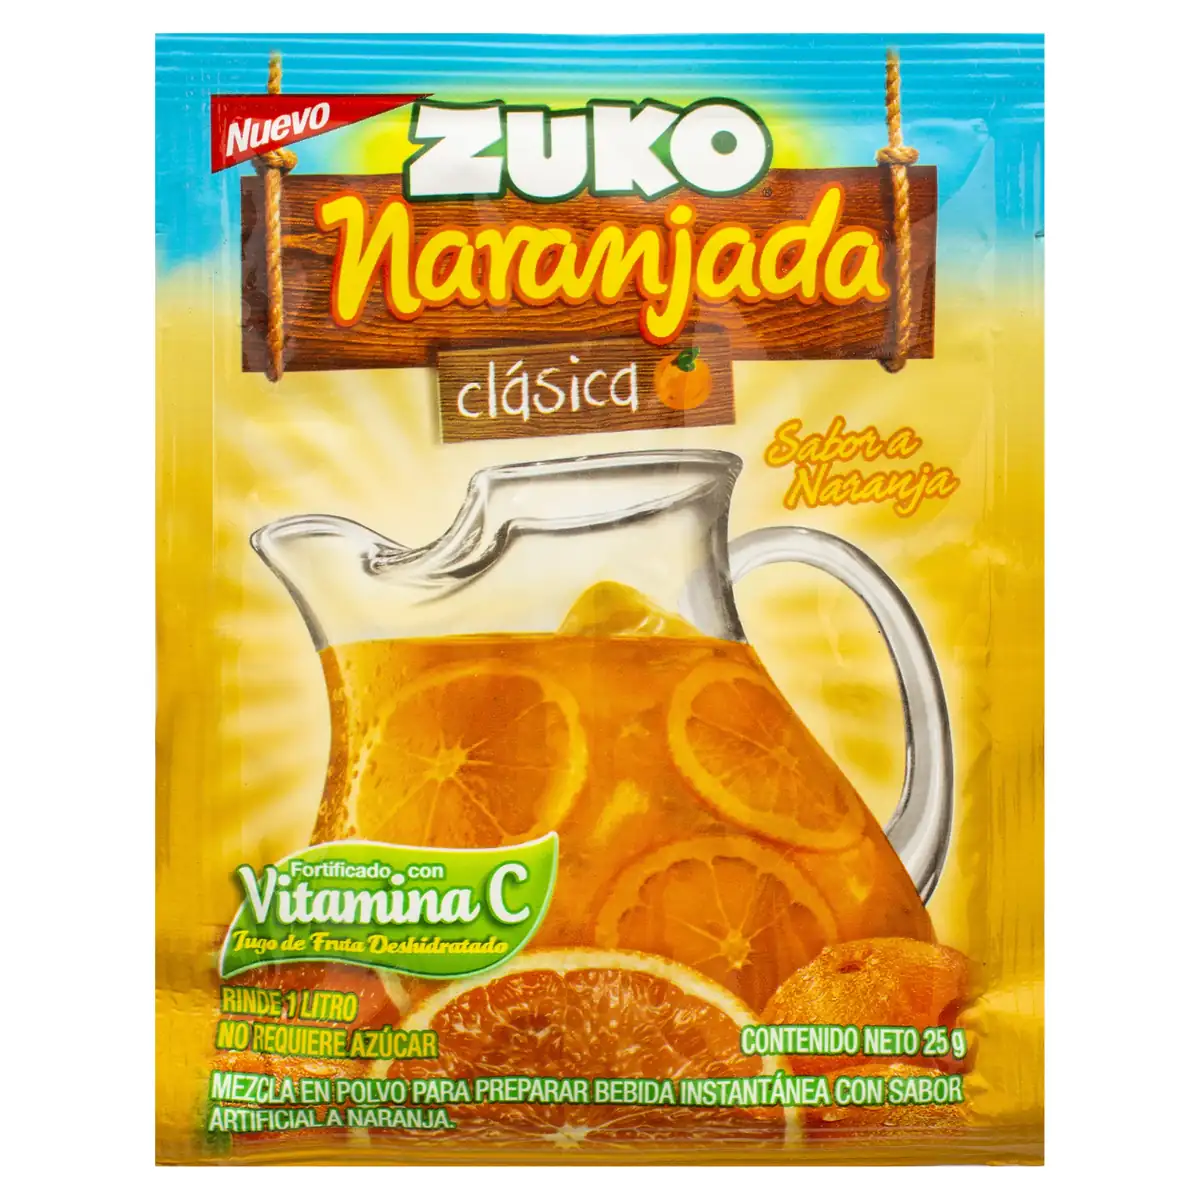 Nuevo
ZUKO®
Naranjada
clásica
Sabor a
Naranja
Fortificado con
Vitamina C
Jugo de Fruta Deshidratado
RINDE 1 LITRO
NO REQUIERE AZÚCAR
CONTENIDO NETO 25 g
MEZCLA EN POLVO PARA PREPARAR BEBIDA INSTANTÁNEA CON SABOR
ARTIFICIAL A NARANJA.